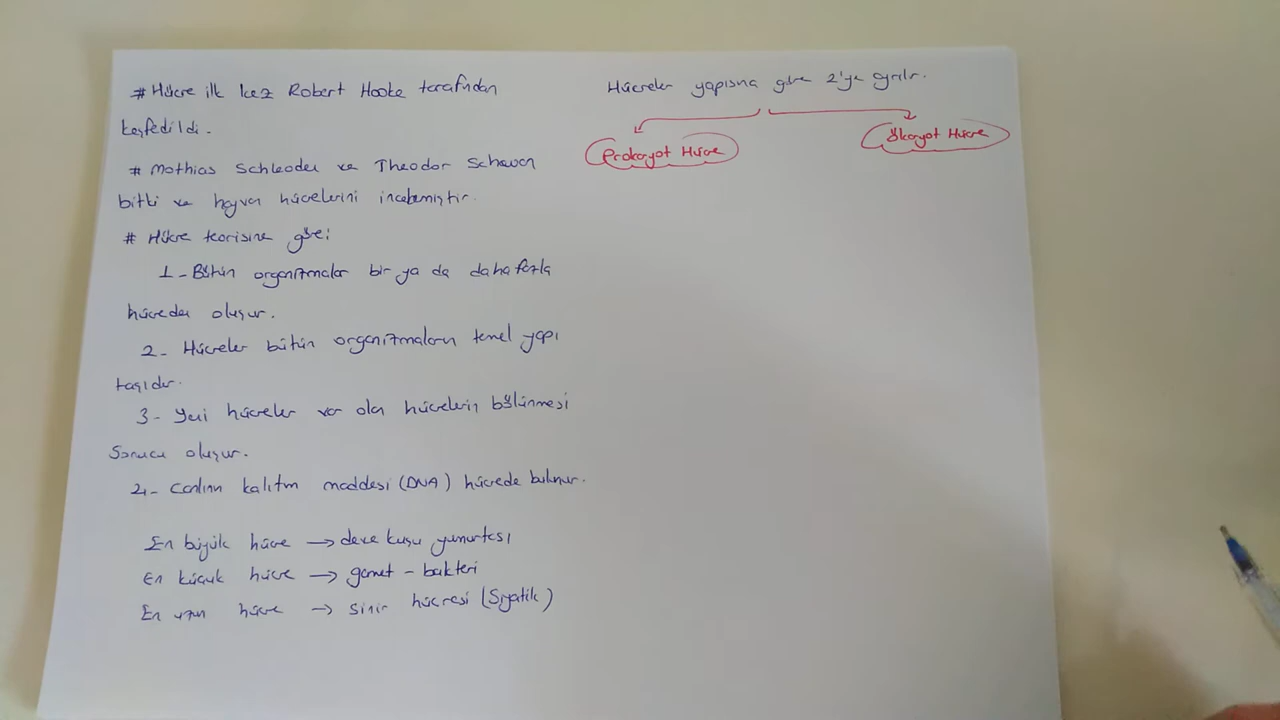 # Hücre ilk kez Robert Hooke tarafından
keşfedildi.
# Mathias Schleoder ve Theodor Schawan
bitki ve hayvan hücrelerini incelemiştir.
# Hücre teorisine göre;
1- Bütün organizmalar bir ya da daha fazla
hücreden oluşur.
2- Hücreler bütün organizmaların temel yapı
taşıdır.
3- Yeni hücreler var olan hücrelerin bölünmesi
Sonucu oluşur.
4- Canlının kalıtım maddesi (DNA) hücrede bulunur.
En büyük hücre → deve kuşu yumurtası
En küçük hücre → gamet - bakteri
En uzun hücre → sinir hücresi (Siyatik)
Hücreler yapısına göre 2'ye ayrılır.
Prokaryot Hücre
Ökaryot Hücre